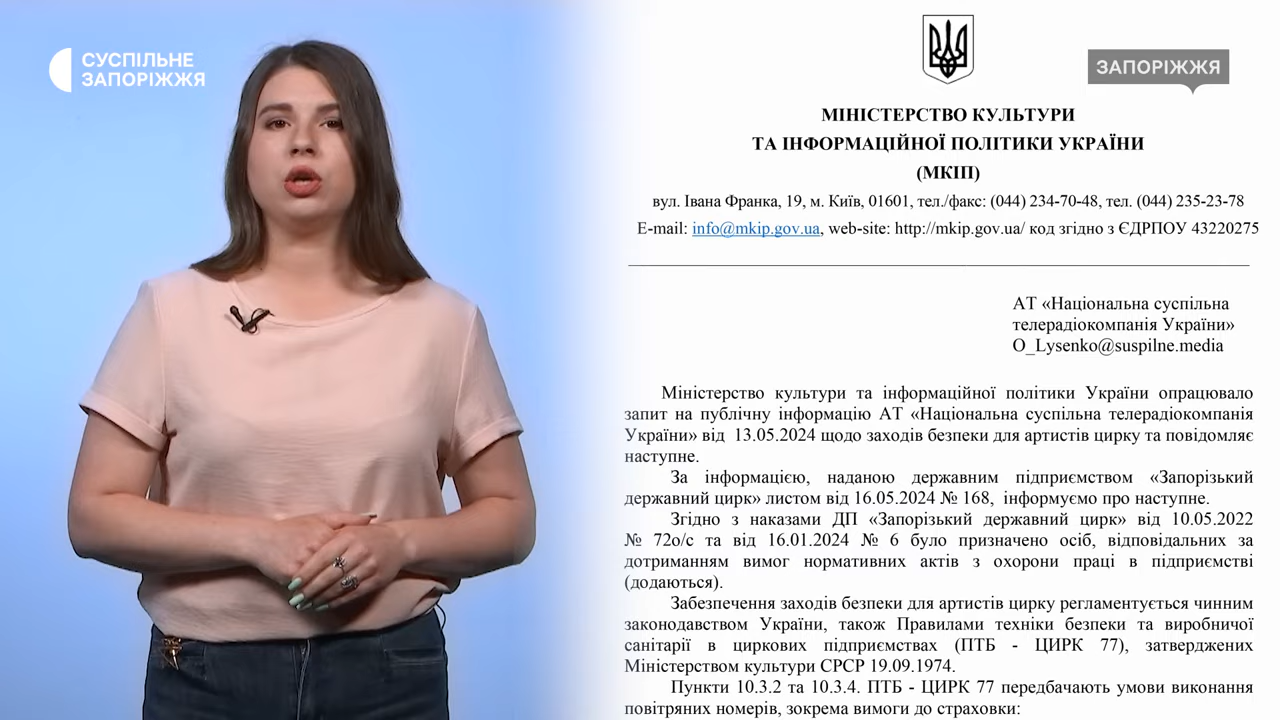 СУСПІЛЬНЕ
ЗАПОРІЖЖЯ
ЗАПОРІЖЖЯ
МІНІСТЕРСТВО КУЛЬТУРИ
ТА ІНФОРМАЦІЙНОЇ ПОЛІТИКИ УКРАЇНИ
(МКІП)
вул. Івана Франка, 19, м. Київ, 01601, тел./факс: (044) 234-70-48, тел. (044) 235-23-78
E-mail: info@mkip.gov.ua, web-site: http://mkip.gov.ua/ код згідно з ЄДРПОУ 43220275
АТ «Національна суспільна
телерадіокомпанія України»
O_Lysenko@suspilne.media
Міністерство культури та інформаційної політики України опрацювало
запит на публічну інформацію АТ «Національна суспільна телерадіокомпанія
України» від 13.05.2024 щодо заходів безпеки для артистів цирку та повідомляє
наступне.
За інформацією, наданою державним підприємством «Запорізький
державний цирк» листом від 16.05.2024 № 168, інформуємо про наступне.
Згідно з наказами ДП «Запорізький державний цирк» від 10.05.2022
№ 72о/с та від 16.01.2024 № 6 було призначено осіб, відповідальних за
дотриманням вимог нормативних актів з охорони праці в підприємстві
(додаються).
Забезпечення заходів безпеки для артистів цирку регламентується чинним
законодавством України, також Правилами техніки безпеки та виробничої
санітарії в циркових підприємствах (ПТБ - ЦИРК 77), затверджених
Міністерством культури СРСР 19.09.1974.
Пункти 10.3.2 та 10.3.4. ПТБ - ЦИРК 77 передбачають умови виконання
повітряних номерів, зокрема вимоги до страховки: